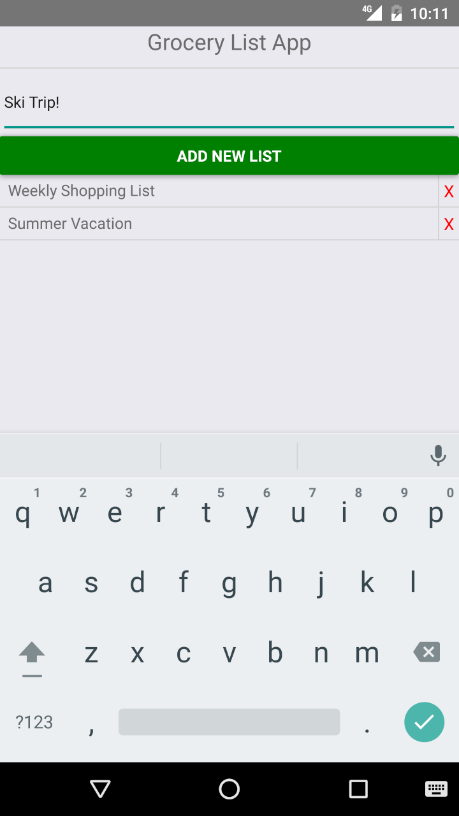 4G 10:11
Grocery List App
Ski Trip!
ADD NEW LIST
Weekly Shopping List X
Summer Vacation X
1 2 3 4 5 6 7 8 9 0
q w e r t y u i o p
a s d f g h j k l
z x c v b n m
?123 , .